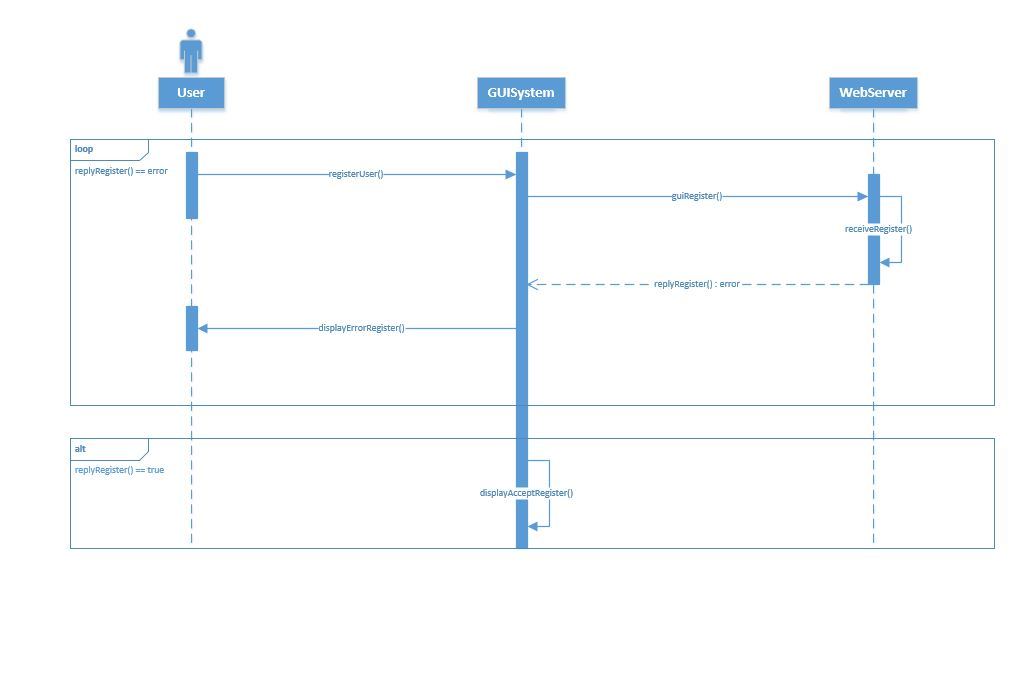 User
GUISystem
WebServer
loop
replyRegister() == error
registerUser()
guiRegister()
receiveRegister()
replyRegister() : error
displayErrorRegister()
alt
replyRegister() == true
displayAcceptRegister()